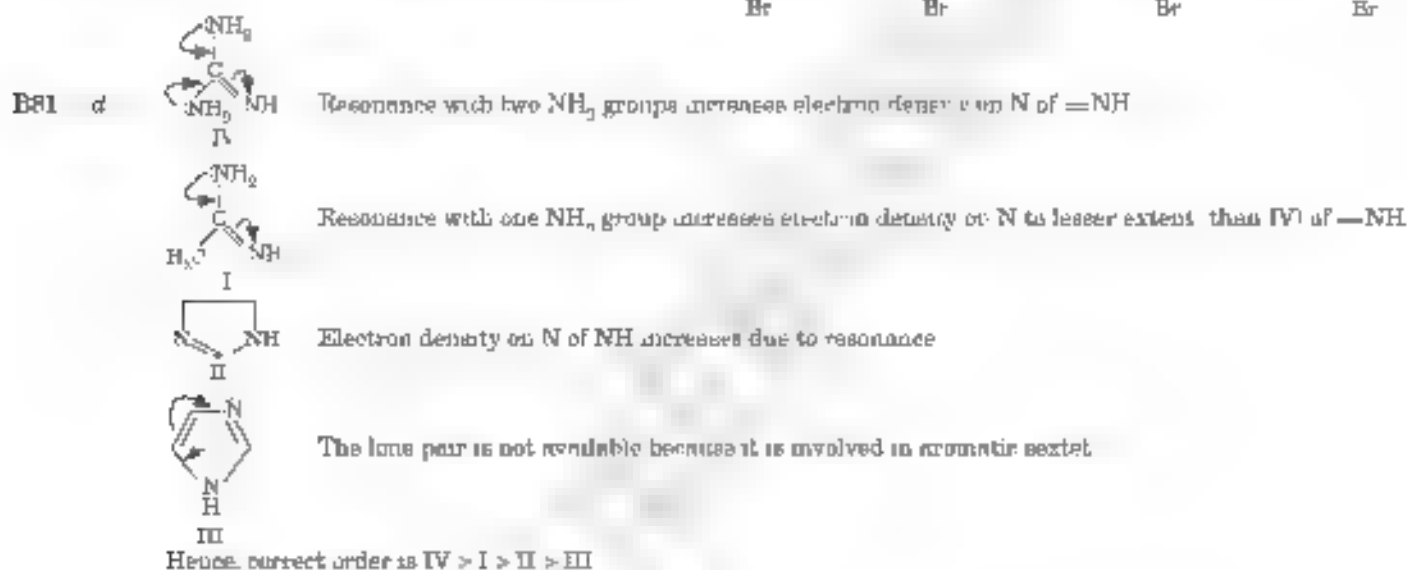 Br Br Br Br
NH₂
B81 d C NH₂ NH Resonance with two NH₂ groups increases electron density on N of =NH
NH₂
C Resonance with one NH₂ group increases electron density on N to lesser extent than IV of =NH
H₃C NH
I
N NH Electron density on N of NH increases due to resonance
II
N
The lone pair is not available because it is involved in aromatic sextet
N
H
III
Hence, correct order is IV > I > II > III